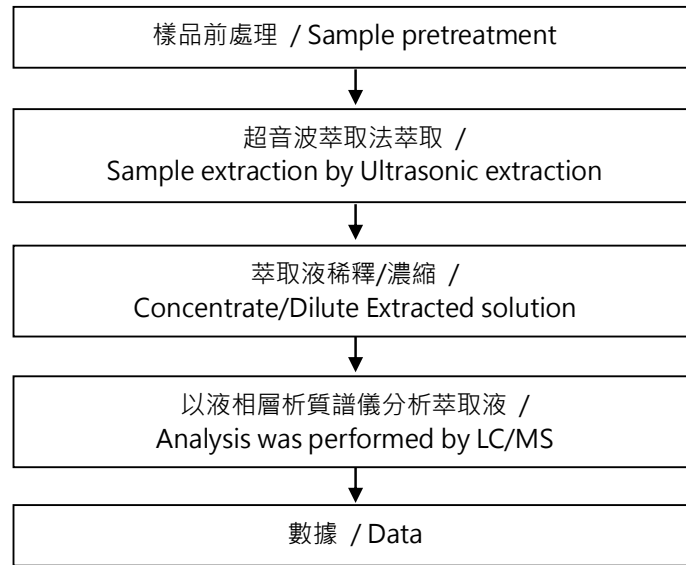 樣品前處理 / Sample pretreatment
超音波萃取法萃取 /
Sample extraction by Ultrasonic extraction
萃取液稀釋/濃縮 /
Concentrate/Dilute Extracted solution
以液相層析質譜儀分析萃取液 /
Analysis was performed by LC/MS
數據 / Data